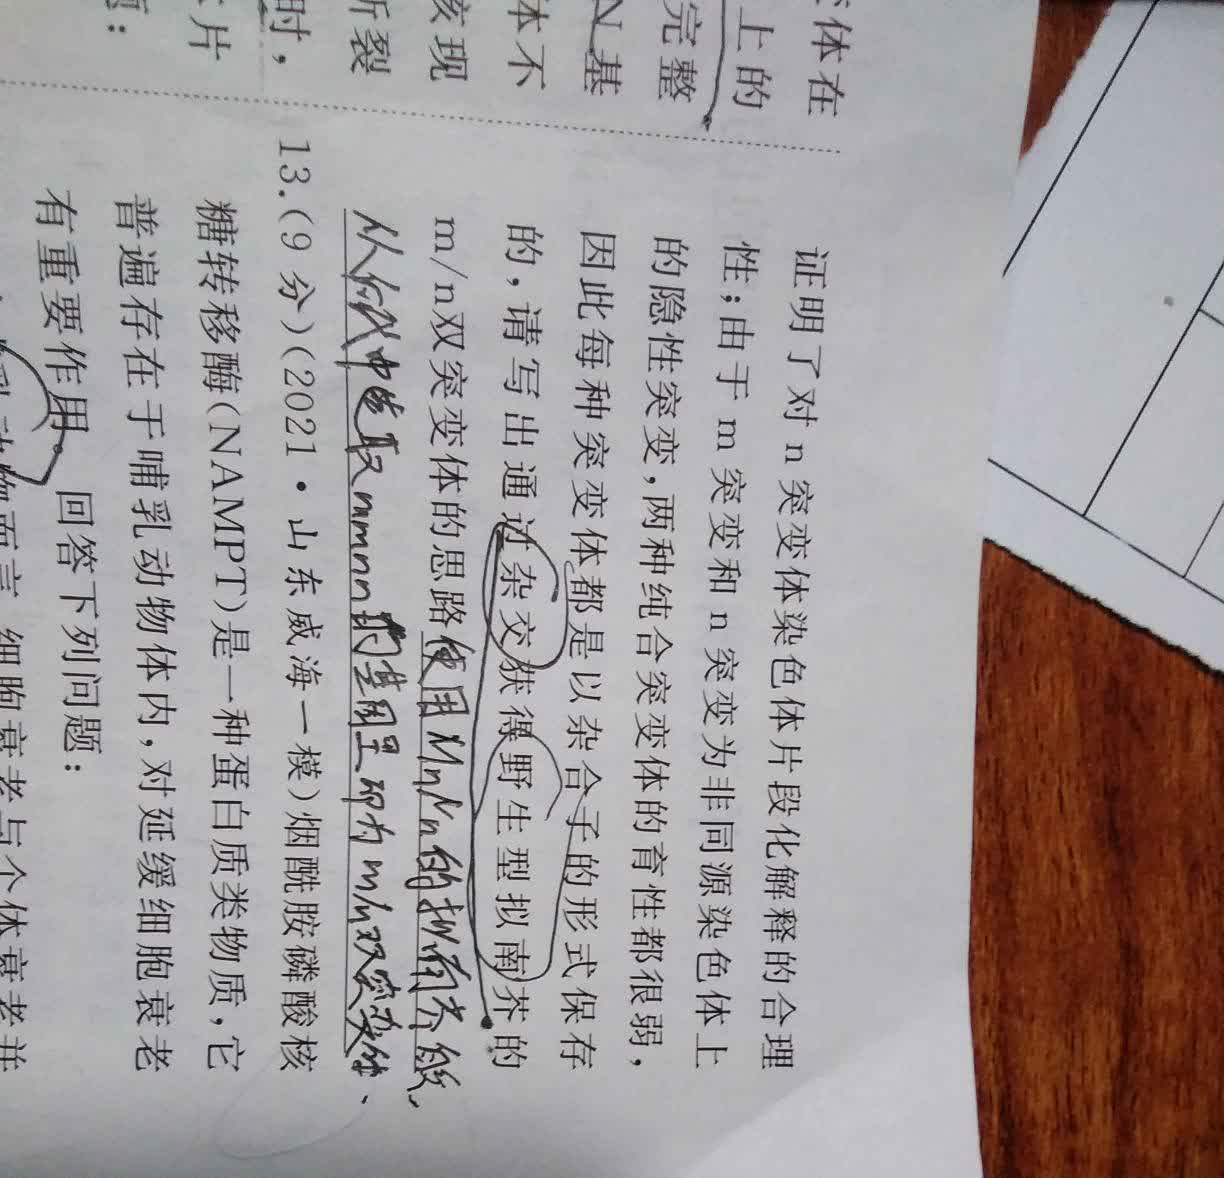 体在
上的
完整
N基
本不
核现
折裂
时，
片
证明了对n突变体染色体片段化解释的合理
性；由于m突变和n突变为非同源染色体上
的隐性突变，两种纯合突变体的育性都很弱，
因此每种突变体都是以杂合子的形式保存
的，请写出通过杂交获得野生型拟南芥的
m/n双突变体的思路使用MmNn的拟南芥
从后代中选取mmnn的 即为m/n双突变体．
13.(9分)(2021·山东威海一模)烟酰胺磷酸核
糖转移酶(NAMPT)是一种蛋白质类物质，它
普遍存在于哺乳动物体内，对延缓细胞衰老
有重要作用。回答下列问题：
乳动物而言 细胞衰老与个体衰老并